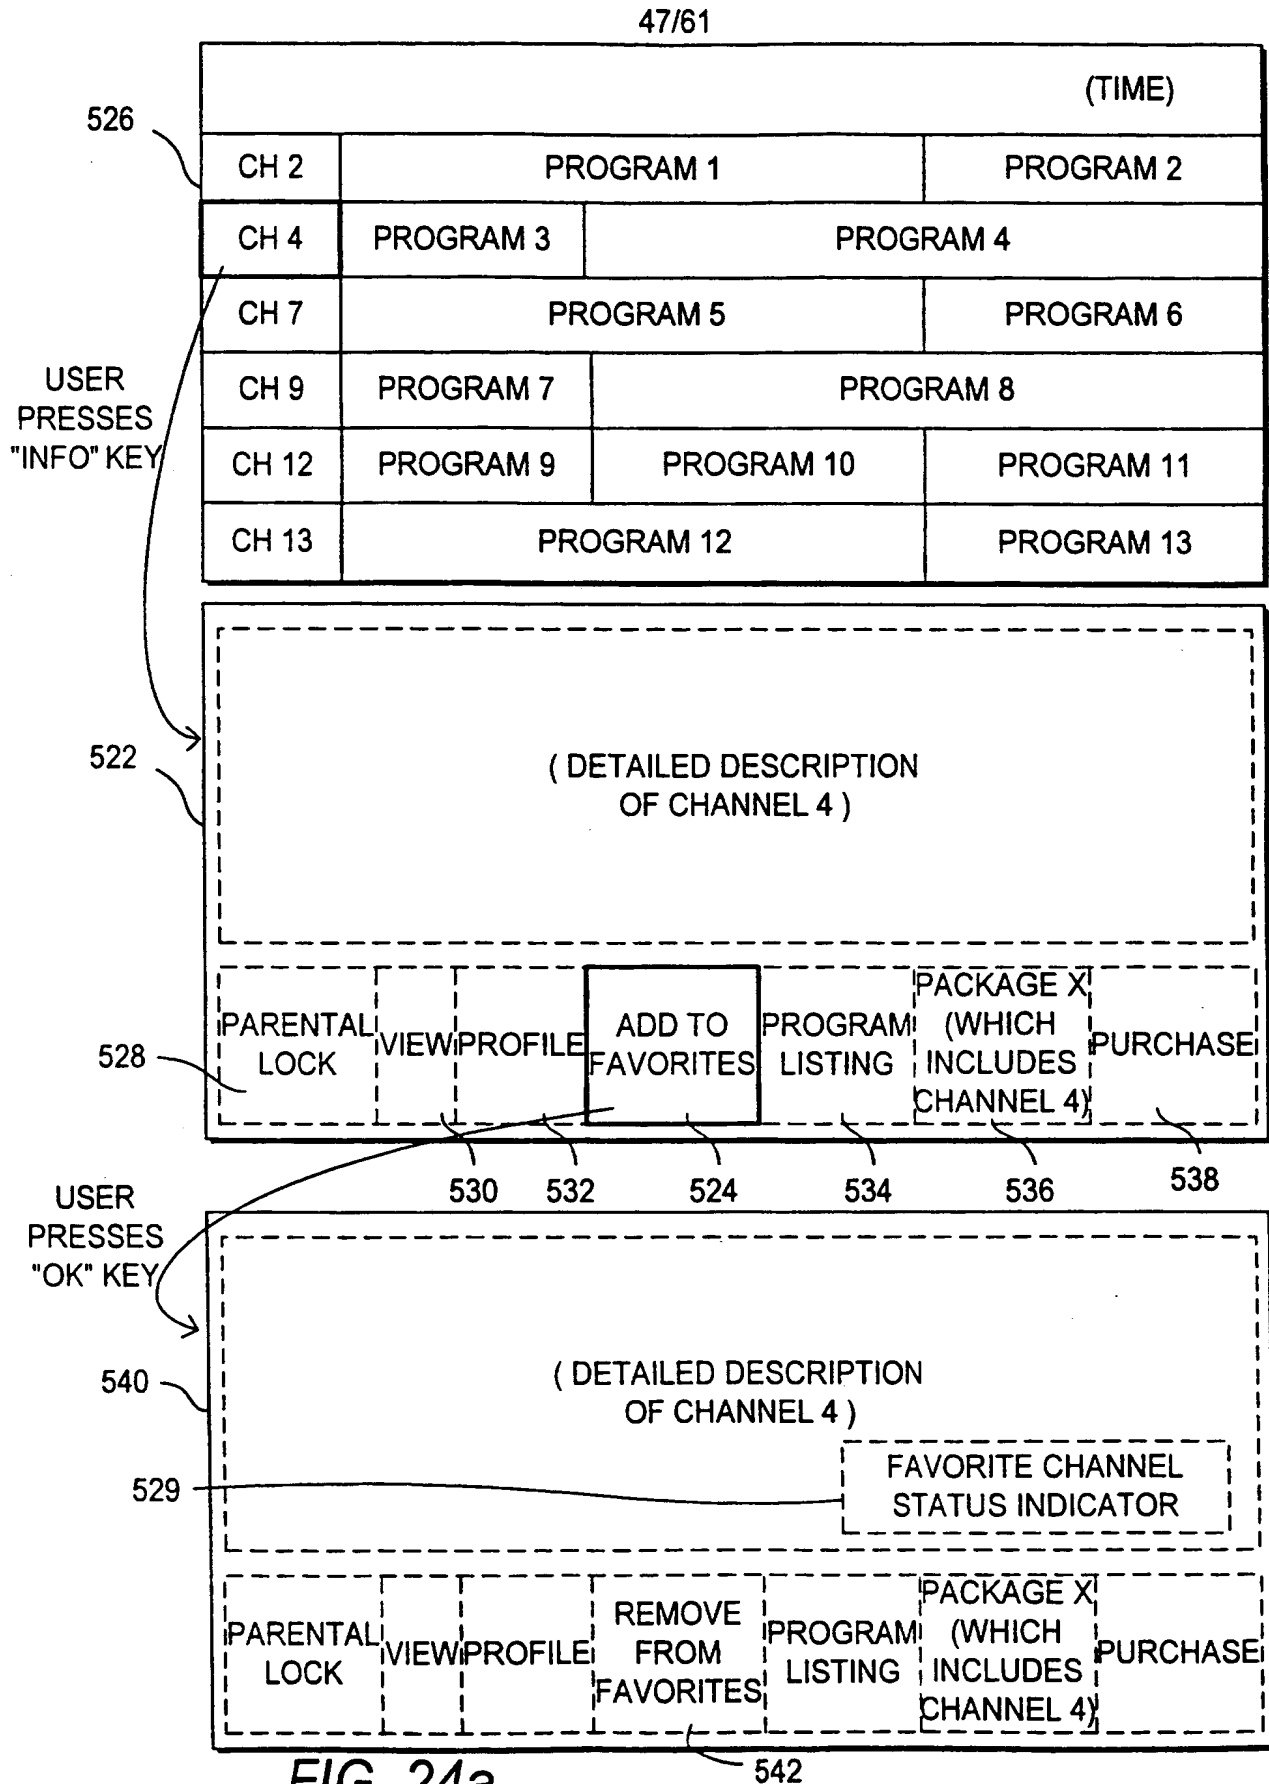 47/61
(TIME)
526
CH 2 PROGRAM 1 PROGRAM 2
CH 4 PROGRAM 3 PROGRAM 4
CH 7 PROGRAM 5 PROGRAM 6
CH 9 PROGRAM 7 PROGRAM 8
CH 12 PROGRAM 9 PROGRAM 10 PROGRAM 11
CH 13 PROGRAM 12 PROGRAM 13
USER
PRESSES
"INFO" KEY
522
( DETAILED DESCRIPTION
OF CHANNEL 4 )
PARENTAL
LOCK
VIEW
PROFILE
ADD TO
FAVORITES
PROGRAM
LISTING
PACKAGE X
(WHICH
INCLUDES
CHANNEL 4)
PURCHASE
528
530
532
524
534
536
538
USER
PRESSES
"OK" KEY
540
( DETAILED DESCRIPTION
OF CHANNEL 4 )
529
FAVORITE CHANNEL
STATUS INDICATOR
PARENTAL
LOCK
VIEW
PROFILE
REMOVE
FROM
FAVORITES
PROGRAM
LISTING
PACKAGE X
(WHICH
INCLUDES
CHANNEL 4)
PURCHASE
542
FIG. 24a